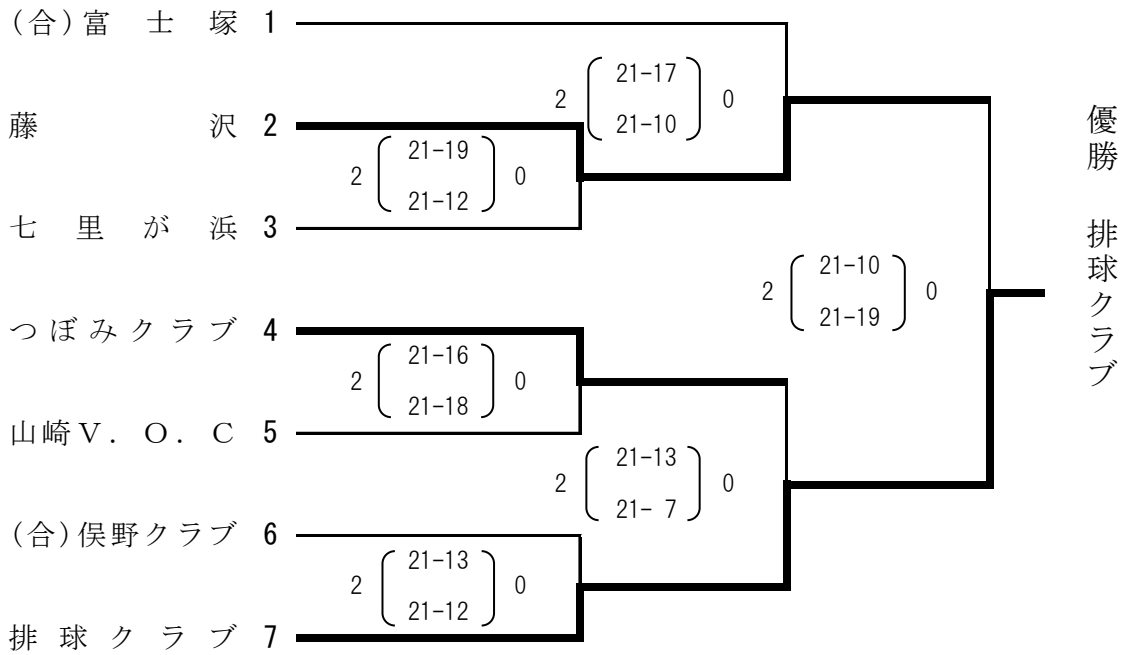 (合)富士塚 1
21-17
2 0
21-10
藤沢 2
21-19
2 0
21-12
七里が浜 3
優勝 排球クラブ
21-10
2 0
21-19
つぼみクラブ 4
21-16
2 0
21-18
山崎V.O.C 5
21-13
2 0
21- 7
(合)俣野クラブ 6
21-13
2 0
21-12
排球クラブ 7